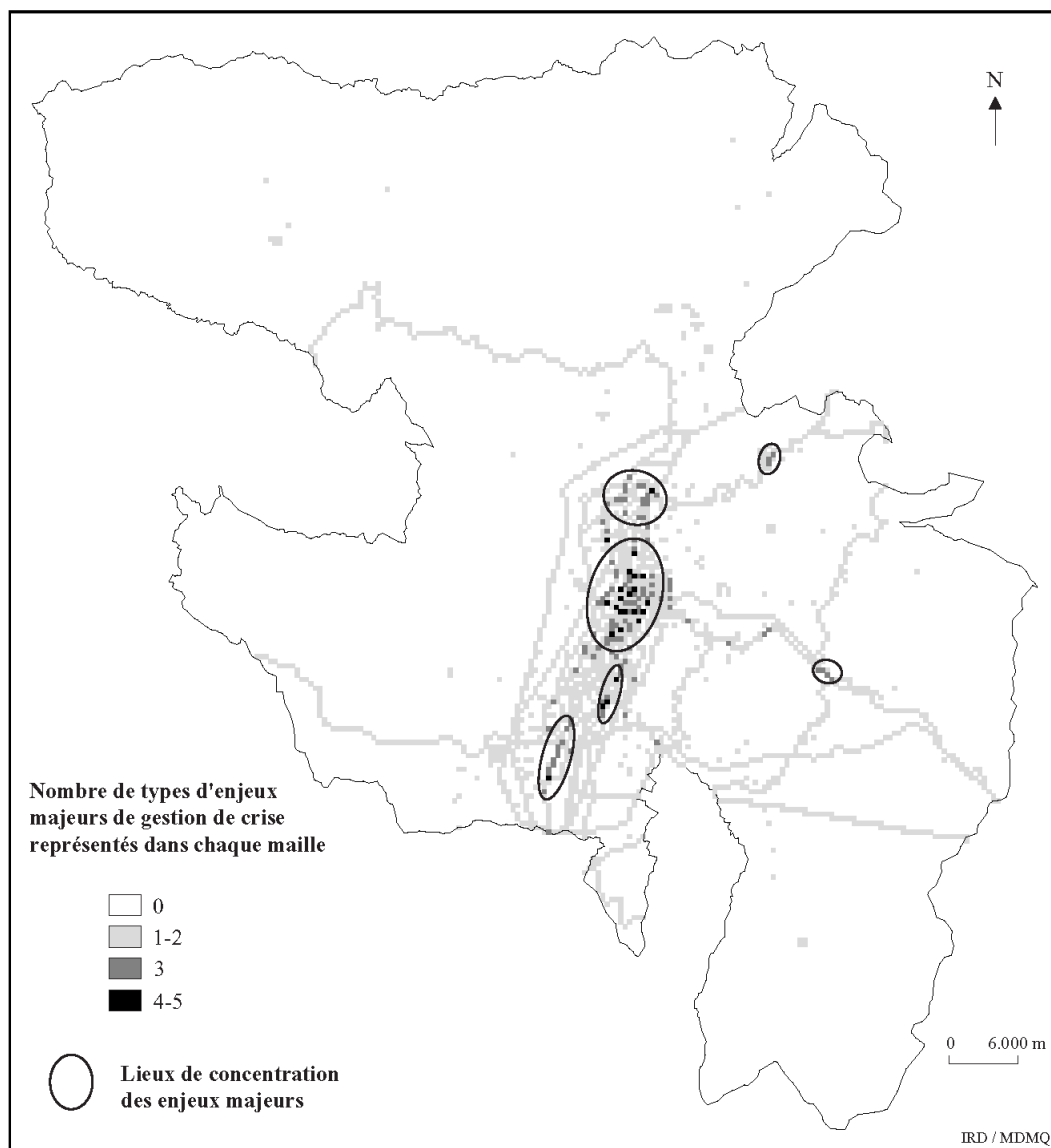 N
Nombre de types d'enjeux
majeurs de gestion de crise
représentés dans chaque maille
0
1-2
3
4-5
Lieux de concentration
des enjeux majeurs
0 6.000 m
IRD / MDMQ